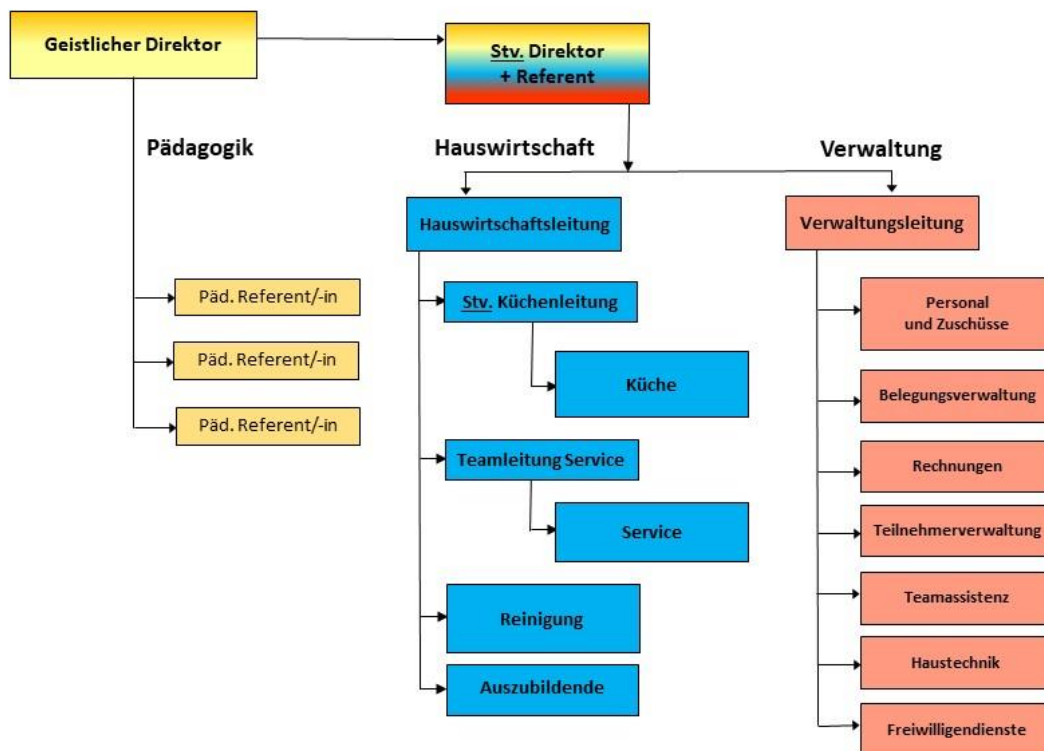 Geistlicher Direktor
Stv. Direktor
+ Referent
Pädagogik
Hauswirtschaft
Verwaltung
Hauswirtschaftsleitung
Verwaltungsleitung
Päd. Referent/-in
Päd. Referent/-in
Päd. Referent/-in
Stv. Küchenleitung
Küche
Teamleitung Service
Service
Reinigung
Auszubildende
Personal
und Zuschüsse
Belegungsverwaltung
Rechnungen
Teilnehmerverwaltung
Teamassistenz
Haustechnik
Freiwilligendienste